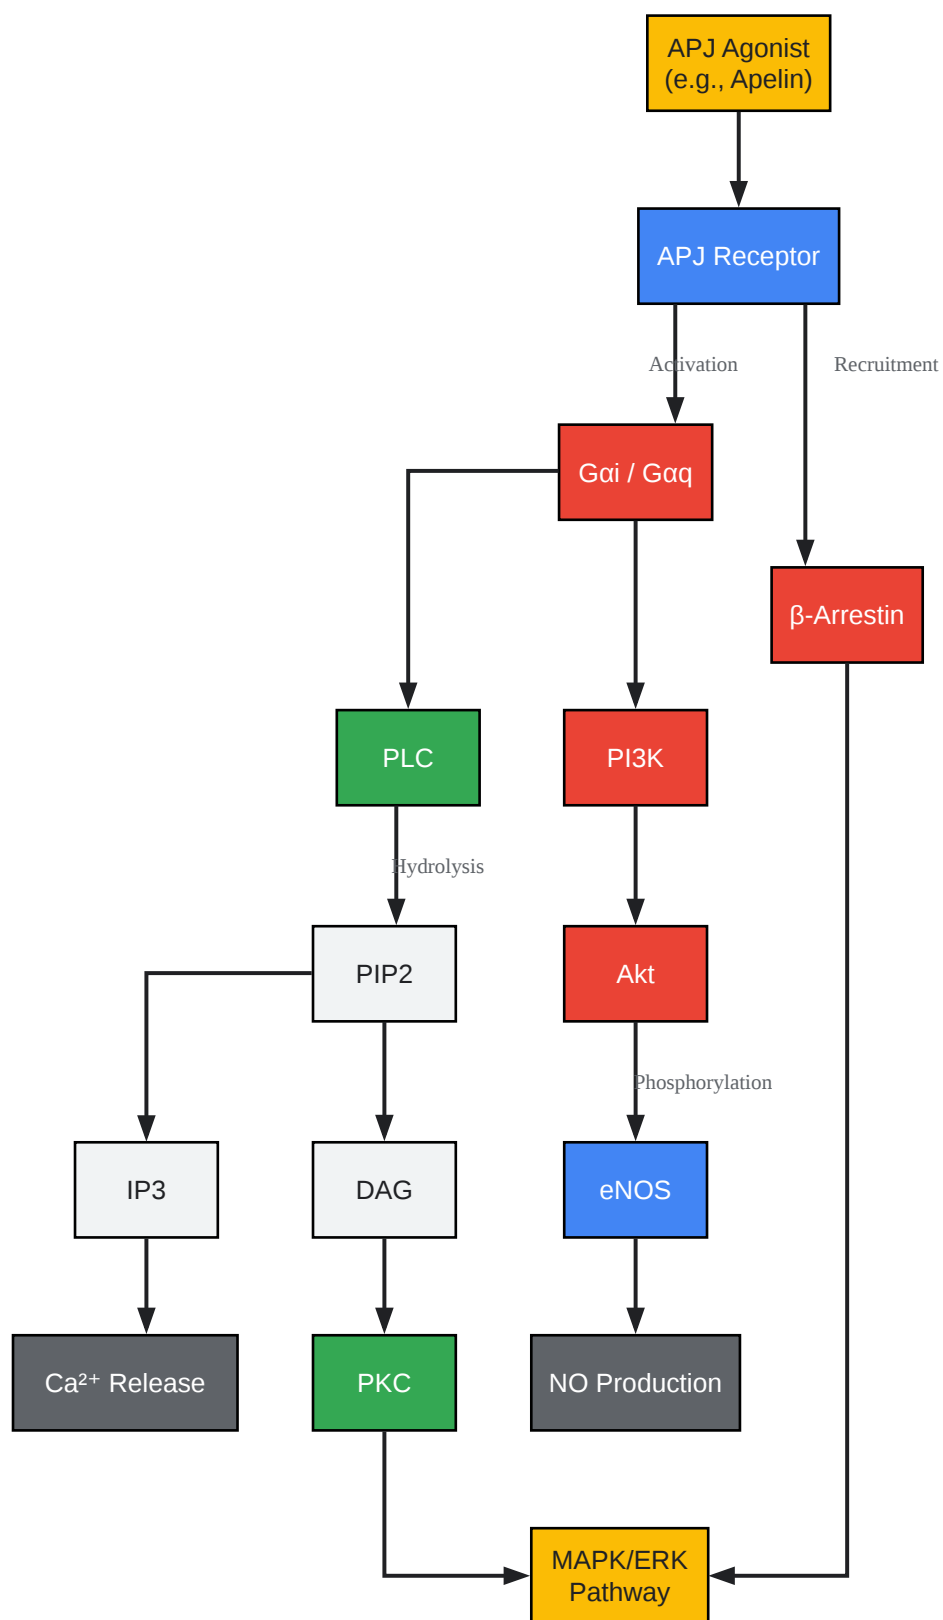 APJ Agonist
(e.g., Apelin)
APJ Receptor
Activation
Recruitment
Gαi / Gαq
β-Arrestin
PLC
PI3K
Hydrolysis
PIP2
Akt
Phosphorylation
IP3
DAG
eNOS
Ca²⁺ Release
PKC
NO Production
MAPK/ERK
Pathway